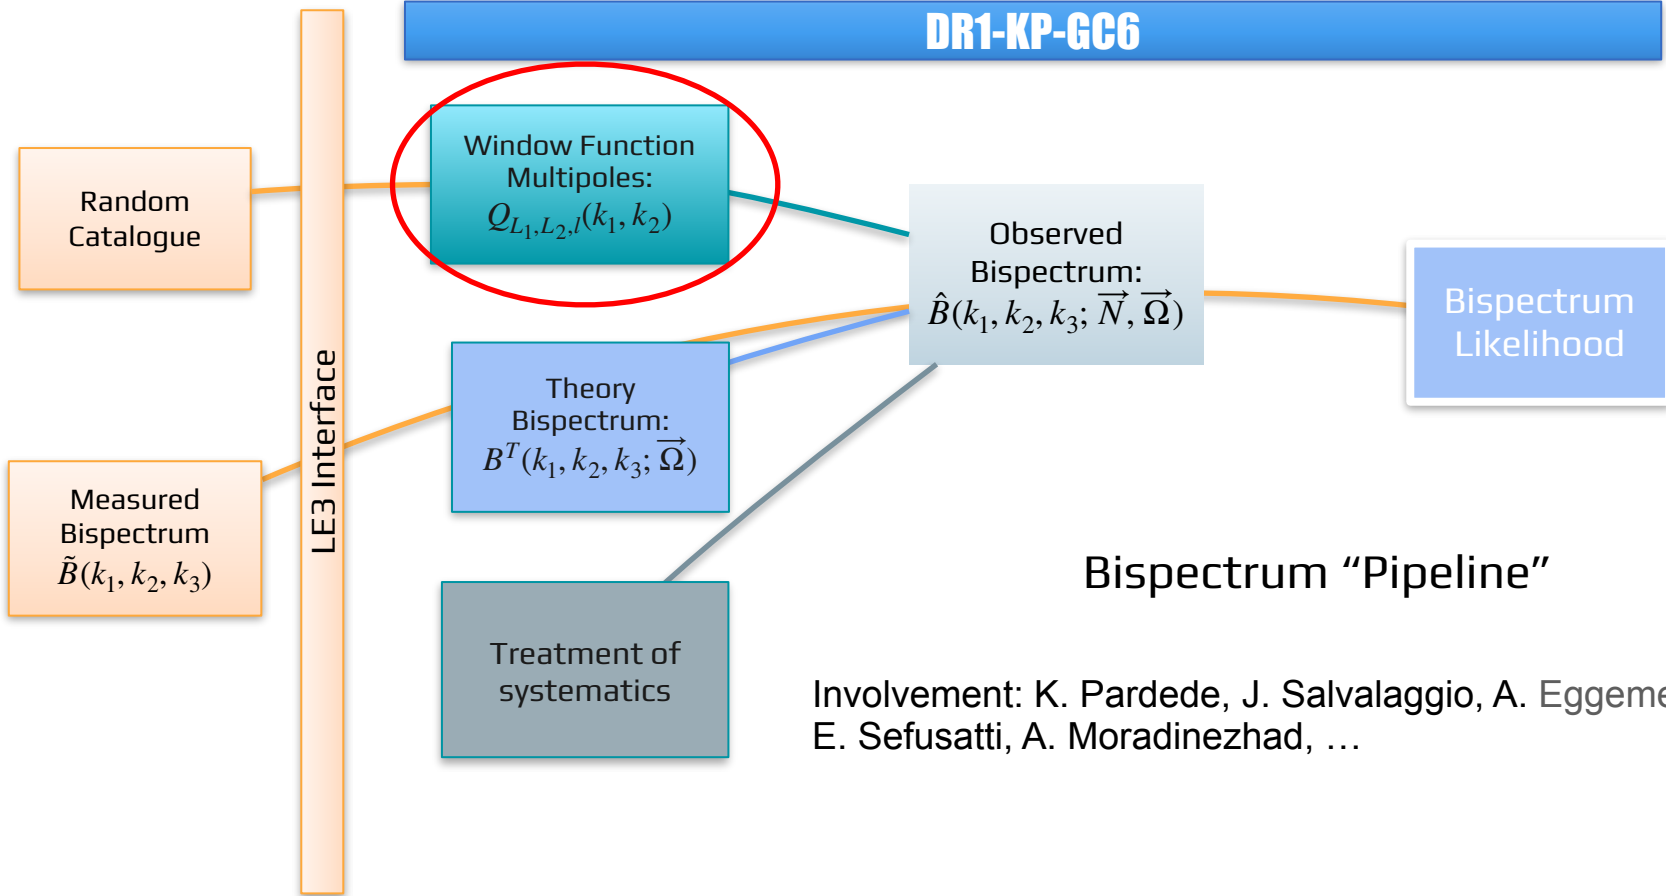 DR1-KP-GC6
Random
Catalogue
Measured
Bispectrum
B̃(k₁, k₂, k₃)
LE3 Interface
Window Function
Multipoles:
Q_{L₁,L₂,l}(k₁, k₂)
Theory
Bispectrum:
Bᵀ(k₁, k₂, k₃; Ω⃗)
Treatment of
systematics
Observed
Bispectrum:
B̂(k₁, k₂, k₃; N⃗, Ω⃗)
Bispectrum
Likelihood
Bispectrum “Pipeline”
Involvement: K. Pardede, J. Salvalaggio, A.
E. Sefusatti, A. Moradinezhad, …